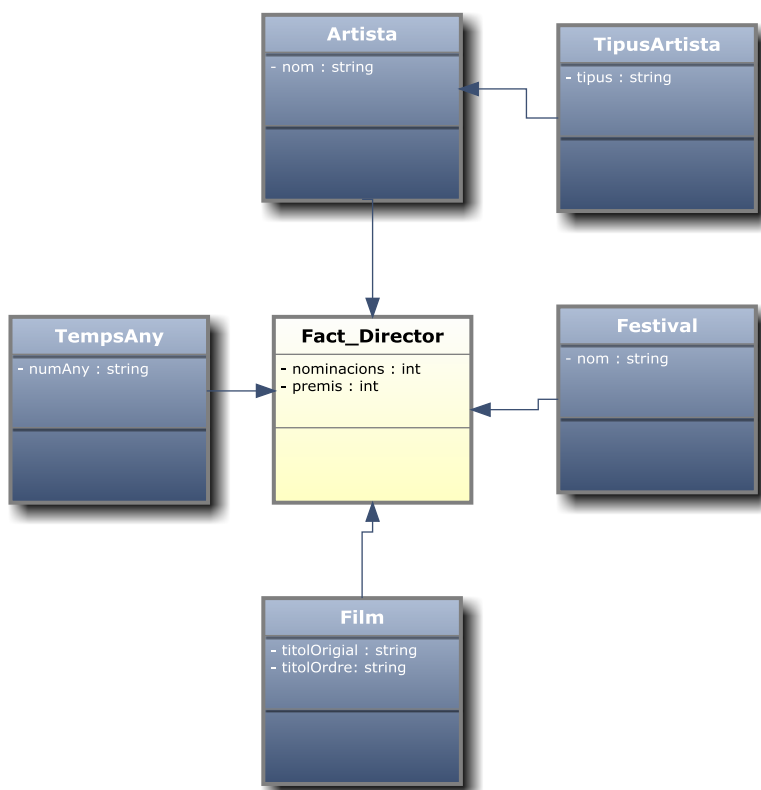 Artista
- nom : string
TipusArtista
- tipus : string
TempsAny
- numAny : string
Fact_Director
- nominacions : int
- premis : int
Festival
- nom : string
Film
- titolOrigial : string
- titolOrdre: string